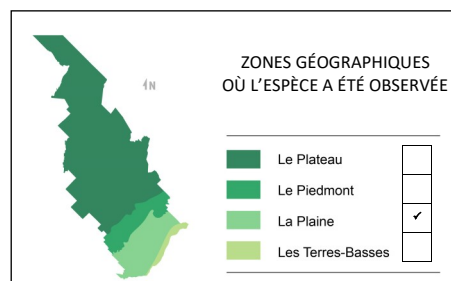 N
ZONES GÉOGRAPHIQUES
OÙ L'ESPÈCE A ÉTÉ OBSERVÉE
Le Plateau
Le Piedmont
La Plaine ✓
Les Terres-Basses